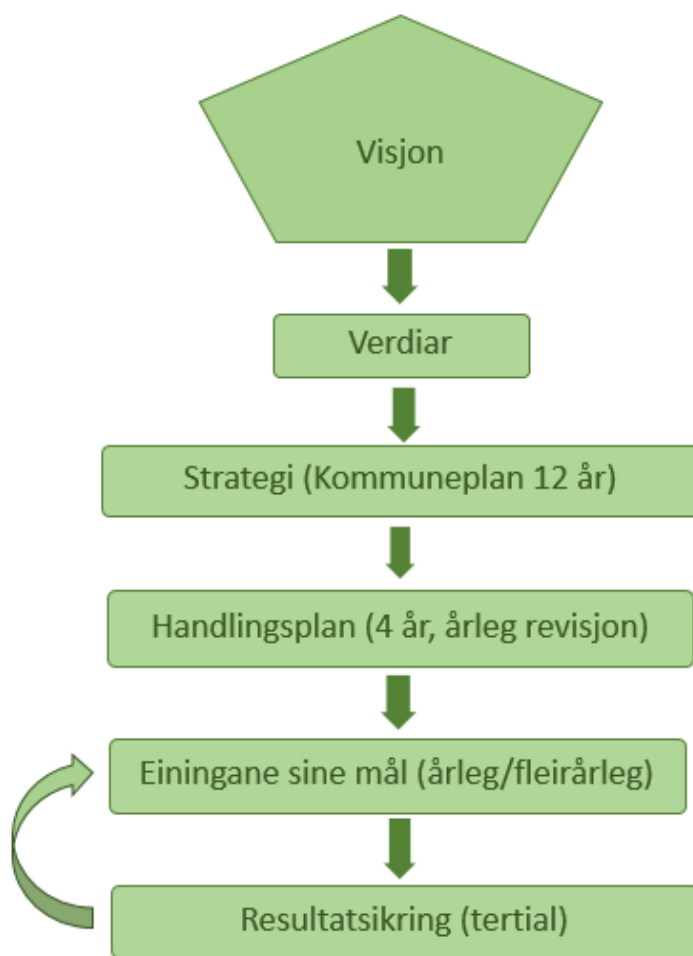 Visjon
Verdiar
Strategi (Kommuneplan 12 år)
Handlingsplan (4 år, årleg revisjon)
Einingane sine mål (årleg/fleirårleg)
Resultatsikring (tertial)